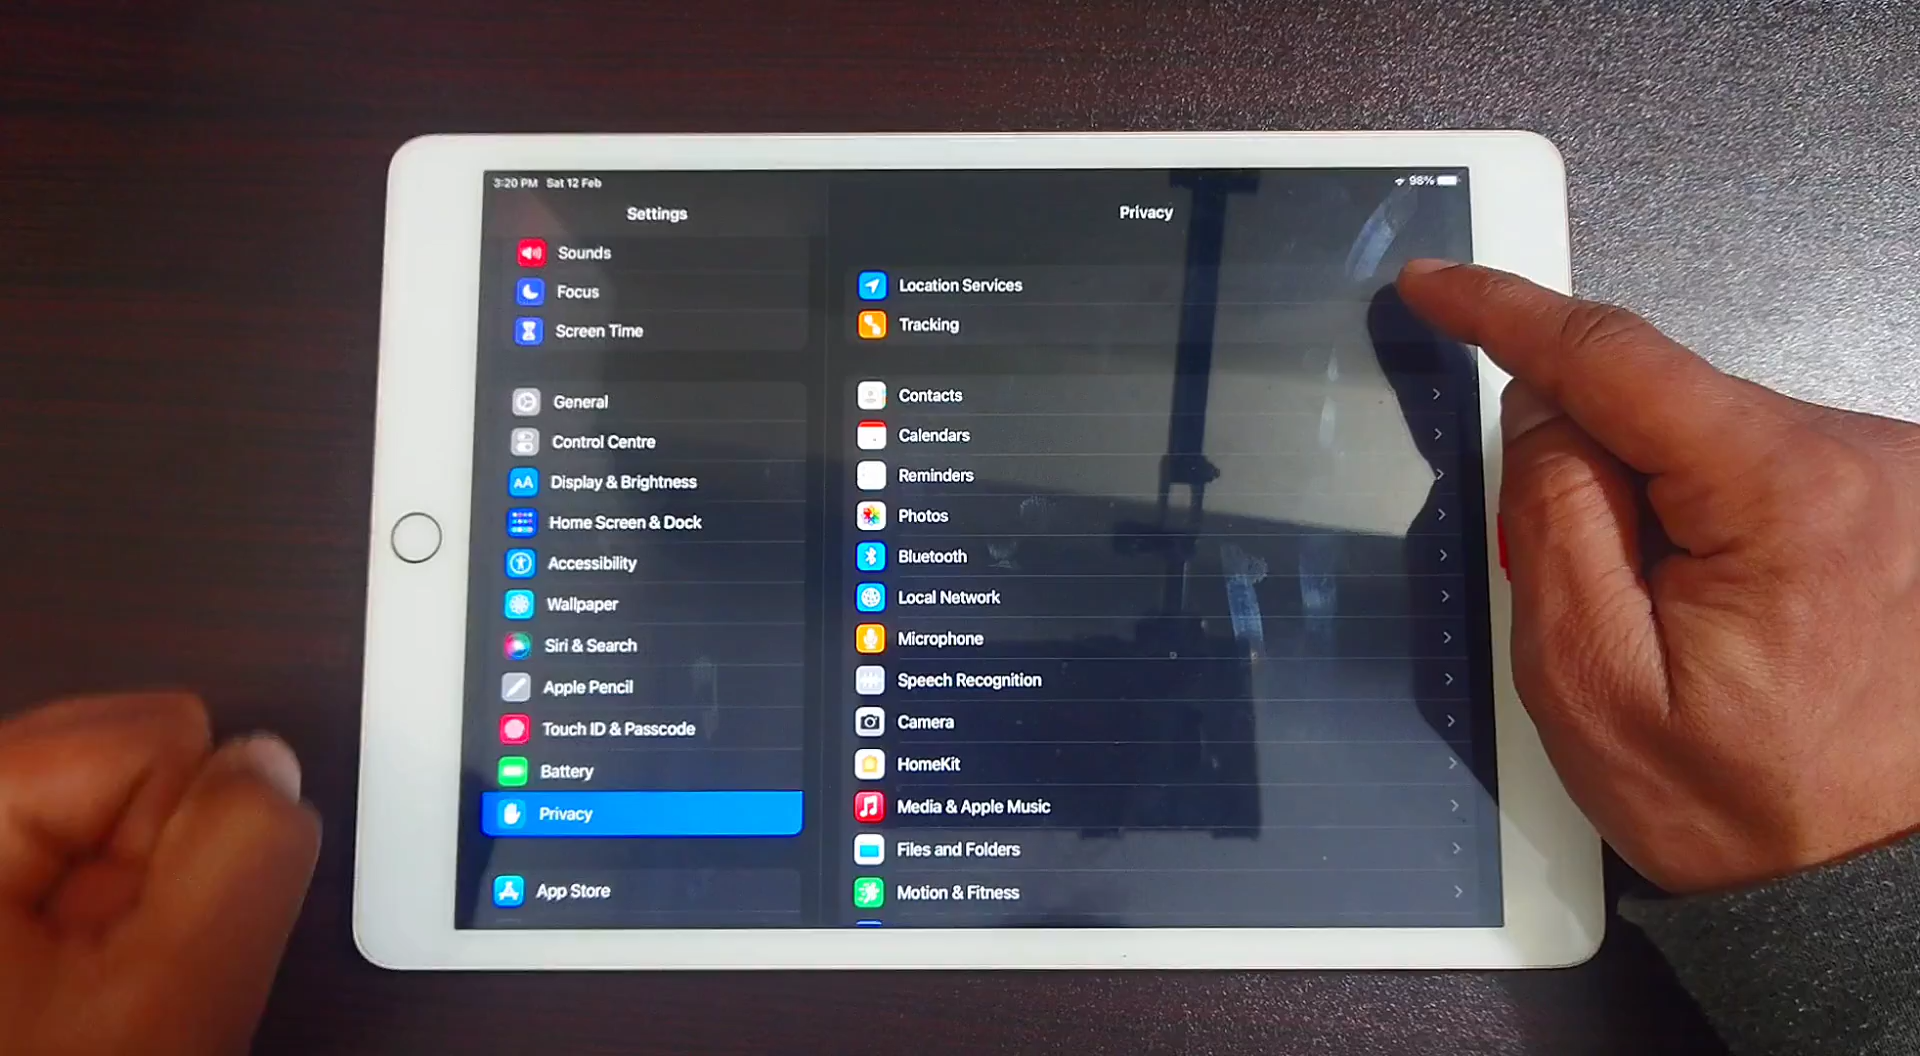 3:20 PM Sat 12 Feb
98%
Settings
Sounds
Focus
Screen Time
General
Control Centre
AA Display & Brightness
Home Screen & Dock
Accessibility
Wallpaper
Siri & Search
Apple Pencil
Touch ID & Passcode
Battery
Privacy
App Store
Privacy
Location Services
Tracking
Contacts
Calendars
Reminders
Photos
Bluetooth
Local Network
Microphone
Speech Recognition
Camera
HomeKit
Media & Apple Music
Files and Folders
Motion & Fitness